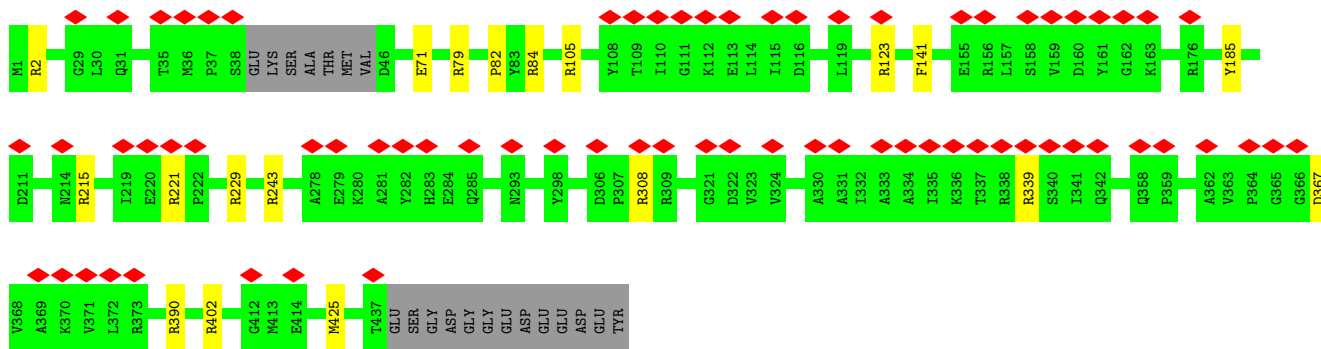 M1 R2 G29 L30 Q31 T35 M36 P37 S38 GLU LYS SER ALA THR MET VAL D46 E71 R79 P82 Y83 R84 R105 Y108 T109 I110 G111 K112 E113 L114 I115 D116 L119 R123 F141 E155 R156 L157 S158 V159 D160 Y161 G162 K163 R176 Y185
D211 N214 R215 I219 E220 R221 P222 R229 R243 A278 E279 K280 A281 Y282 H283 E284 Q285 N293 Y298 D306 P307 R308 R309 G321 D322 V323 V324 A330 A331 I332 A333 A334 I335 K336 T337 R338 R339 S340 I341 Q342 Q358 P359 A362 V363 P364 G365 G366 D367
V368 A369 K370 V371 L372 R373 R390 R402 G412 M413 E414 M425 T437 GLU SER GLY ASP GLY GLY GLU ASP GLU GLU ASP GLU TYR